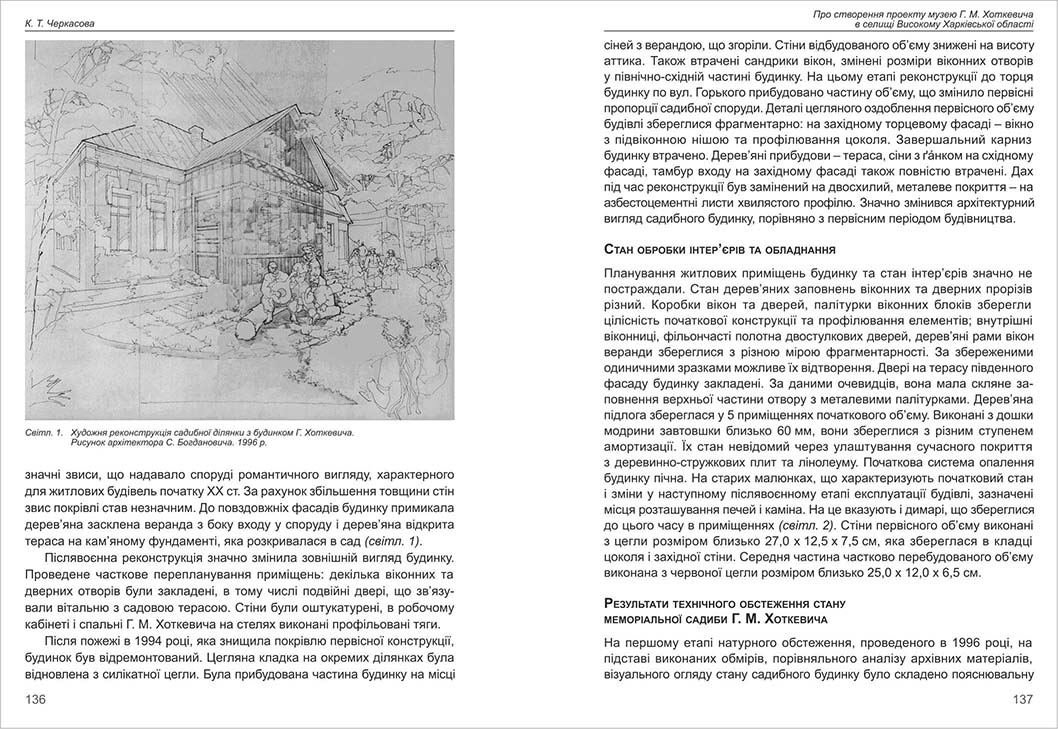 К. Т. Черкасова
Світл. 1. Художня реконструкція садибної ділянки з будинком Г. Хоткевича.
Рисунок архітектора С. Богдановича. 1996 р.
значні звиси, що надавало споруді романтичного вигляду, характерного
для житлових будівель початку XX ст. За рахунок збільшення товщини стін
звис покрівлі став незначним. До повздовжніх фасадів будинку примикала
дерев’яна засклена веранда з боку входу у споруду і дерев’яна відкрита
тераса на кам’яному фундаменті, яка розкривалася в сад (світл. 1).
Післявоєнна реконструкція значно змінила зовнішній вигляд будинку.
Проведене часткове перепланування приміщень: декілька віконних та
дверних отворів були закладені, в тому числі подвійні двері, що зв’язу-
вали вітальню з садовою терасою. Стіни були оштукатурені, в робочому
кабінеті і спальні Г. М. Хоткевича на стелях виконані профільовані тяги.
Після пожежі в 1994 році, яка знищила покрівлю первісної конструкції,
будинок був відремонтований. Цегляна кладка на окремих ділянках була
відновлена з силікатної цегли. Була прибудована частина будинку на місці
136
Про створення проекту музею Г. М. Хоткевича
в селищі Високому Харківської області
сіней з верандою, що згоріли. Стіни відбудованого об’єму знижені на висоту
аттика. Також втрачені сандрики вікон, змінені розміри віконних отворів
у північно-східній частині будинку. На цьому етапі реконструкції до торця
будинку по вул. Горького прибудовано частину об’єму, що змінило первісні
пропорції садибної споруди. Деталі цегляного оздоблення первісного об’єму
будівлі збереглися фрагментарно: на західному торцевому фасаді – вікно
з підвіконною нішою та профілювання цоколя. Завершальний карниз
будинку втрачено. Дерев’яні прибудови – тераса, сіни з ґáнком на східному
фасаді, тамбур входу на західному фасаді також повністю втрачені. Дах
під час реконструкції був замінений на двосхилий, металеве покриття – на
азбестоцементні листи хвилястого профілю. Значно змінився архітектурний
вигляд садибного будинку, порівняно з первісним періодом будівництва.
Стан обробки інтер’єрів та обладнання
Планування житлових приміщень будинку та стан інтер’єрів значно не
постраждали. Стан дерев’яних заповнень віконних та дверних прорізів
різний. Коробки вікон та дверей, палітурки віконних блоків зберегли
цілісність початкової конструкції та профілювання елементів; внутрішні
віконниці, фільончасті полотна двостулкових дверей, дерев’яні рами вікон
веранди збереглися з різною мірою фрагментарності. За збереженими
одиничними зразками можливе їх відтворення. Двері на терасу південного
фасаду будинку закладені. За даними очевидців, вона мала скляне за-
повнення верхньої частини отвору з металевими палітурками. Дерев’яна
підлога збереглася у 5 приміщеннях початкового об’єму. Виконані з дошки
модрини завтовшки близько 60 мм, вони збереглися з різним ступенем
амортизації. Їх стан невідомий через улаштування сучасного покриття
з деревинно-стружкових плит та лінолеуму. Початкова система опалення
будинку пічна. На старих малюнках, що характеризують початковий стан
і зміни у наступному післявоєнному етапі експлуатації будівлі, зазначені
місця розташування печей і каміна. На це вказують і димарі, що збереглися
до цього часу в приміщеннях (світл. 2). Стіни первісного об’єму виконані
з цегли розміром близько 27,0 х 12,5 х 7,5 см, яка збереглася в кладці
цоколя і західної стіни. Середня частина частково перебудованого об’єму
виконана з червоної цегли розміром близько 25,0 х 12,0 х 6,5 см.
Результати технічного обстеження стану
меморіальної садиби Г. М. Хоткевича
На першому етапі натурного обстеження, проведеного в 1996 році, на
підставі виконаних обмірів, порівняльного аналізу архівних матеріалів,
візуального огляду стану садибного будинку було складено пояснювальну
137